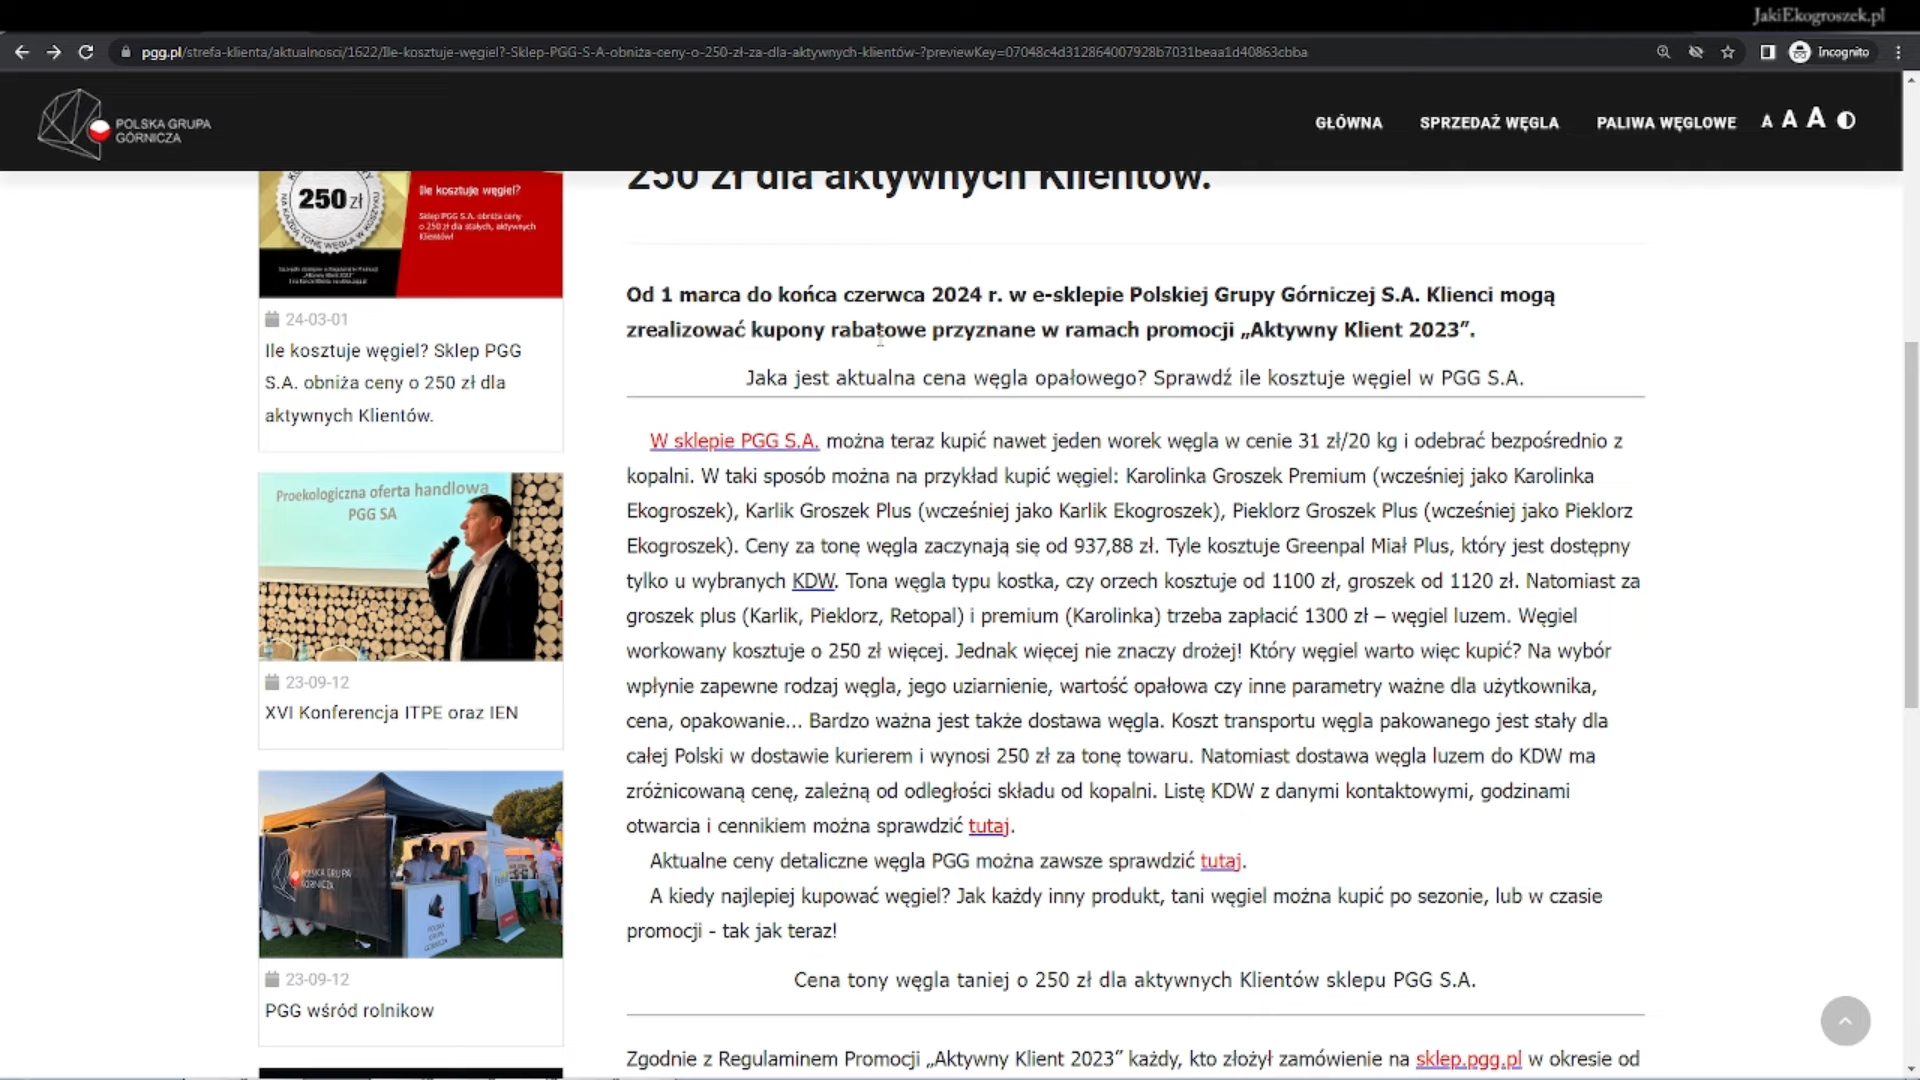 JakiEkogroszek.pl
pgg.pl/strefa-klienta/aktualnosci/1622/Ile-kosztuje-węgiel?-Sklep-PGG-S-A-obniża-ceny-o-250-zł-za-dla-aktywnych-klientów-?previewKey=07048c4d312864007928b7031beaa1d40863cbba
Incognito
POLSKA GRUPA
GÓRNICZA
GŁÓWNA
SPRZEDAŻ WĘGLA
PALIWA WĘGLOWE
A A A
250 zł
NA KAŻDĄ TONĘ WĘGLA W KOSZYKU
Ile kosztuje węgiel?
Sklep PGG S.A. obniża ceny
o 250 zł dla stałych, aktywnych
Klientów!
24-03-01
Ile kosztuje węgiel? Sklep PGG
S.A. obniża ceny o 250 zł dla
aktywnych Klientów.
Proekologiczna oferta handlowa
PGG SA
23-09-12
XVI Konferencja ITPE oraz IEN
POLSKA GRUPA
GÓRNICZA
23-09-12
PGG wśród rolnikow
250 zł dla aktywnych Klientów.
Od 1 marca do końca czerwca 2024 r. w e-sklepie Polskiej Grupy Górniczej S.A. Klienci mogą
zrealizować kupony rabatowe przyznane w ramach promocji „Aktywny Klient 2023”.
Jaka jest aktualna cena węgla opałowego? Sprawdź ile kosztuje węgiel w PGG S.A.
W sklepie PGG S.A. można teraz kupić nawet jeden worek węgla w cenie 31 zł/20 kg i odebrać bezpośrednio z
kopalni. W taki sposób można na przykład kupić węgiel: Karolinka Groszek Premium (wcześniej jako Karolinka
Ekogroszek), Karlik Groszek Plus (wcześniej jako Karlik Ekogroszek), Pieklorz Groszek Plus (wcześniej jako Pieklorz
Ekogroszek). Ceny za tonę węgla zaczynają się od 937,88 zł. Tyle kosztuje Greenpal Miał Plus, który jest dostępny
tylko u wybranych KDW. Tona węgla typu kostka, czy orzech kosztuje od 1100 zł, groszek od 1120 zł. Natomiast za
groszek plus (Karlik, Pieklorz, Retopal) i premium (Karolinka) trzeba zapłacić 1300 zł – węgiel luzem. Węgiel
workowany kosztuje o 250 zł więcej. Jednak więcej nie znaczy drożej! Który węgiel warto więc kupić? Na wybór
wpłynie zapewne rodzaj węgla, jego uziarnienie, wartość opałowa czy inne parametry ważne dla użytkownika,
cena, opakowanie... Bardzo ważna jest także dostawa węgla. Koszt transportu węgla pakowanego jest stały dla
całej Polski w dostawie kurierem i wynosi 250 zł za tonę towaru. Natomiast dostawa węgla luzem do KDW ma
zróżnicowaną cenę, zależną od odległości składu od kopalni. Listę KDW z danymi kontaktowymi, godzinami
otwarcia i cennikiem można sprawdzić tutaj.
Aktualne ceny detaliczne węgla PGG można zawsze sprawdzić tutaj.
A kiedy najlepiej kupować węgiel? Jak każdy inny produkt, tani węgiel można kupić po sezonie, lub w czasie
promocji - tak jak teraz!
Cena tony węgla taniej o 250 zł dla aktywnych Klientów sklepu PGG S.A.
Zgodnie z Regulaminem Promocji „Aktywny Klient 2023” każdy, kto złożył zamówienie na sklep.pgg.pl w okresie od